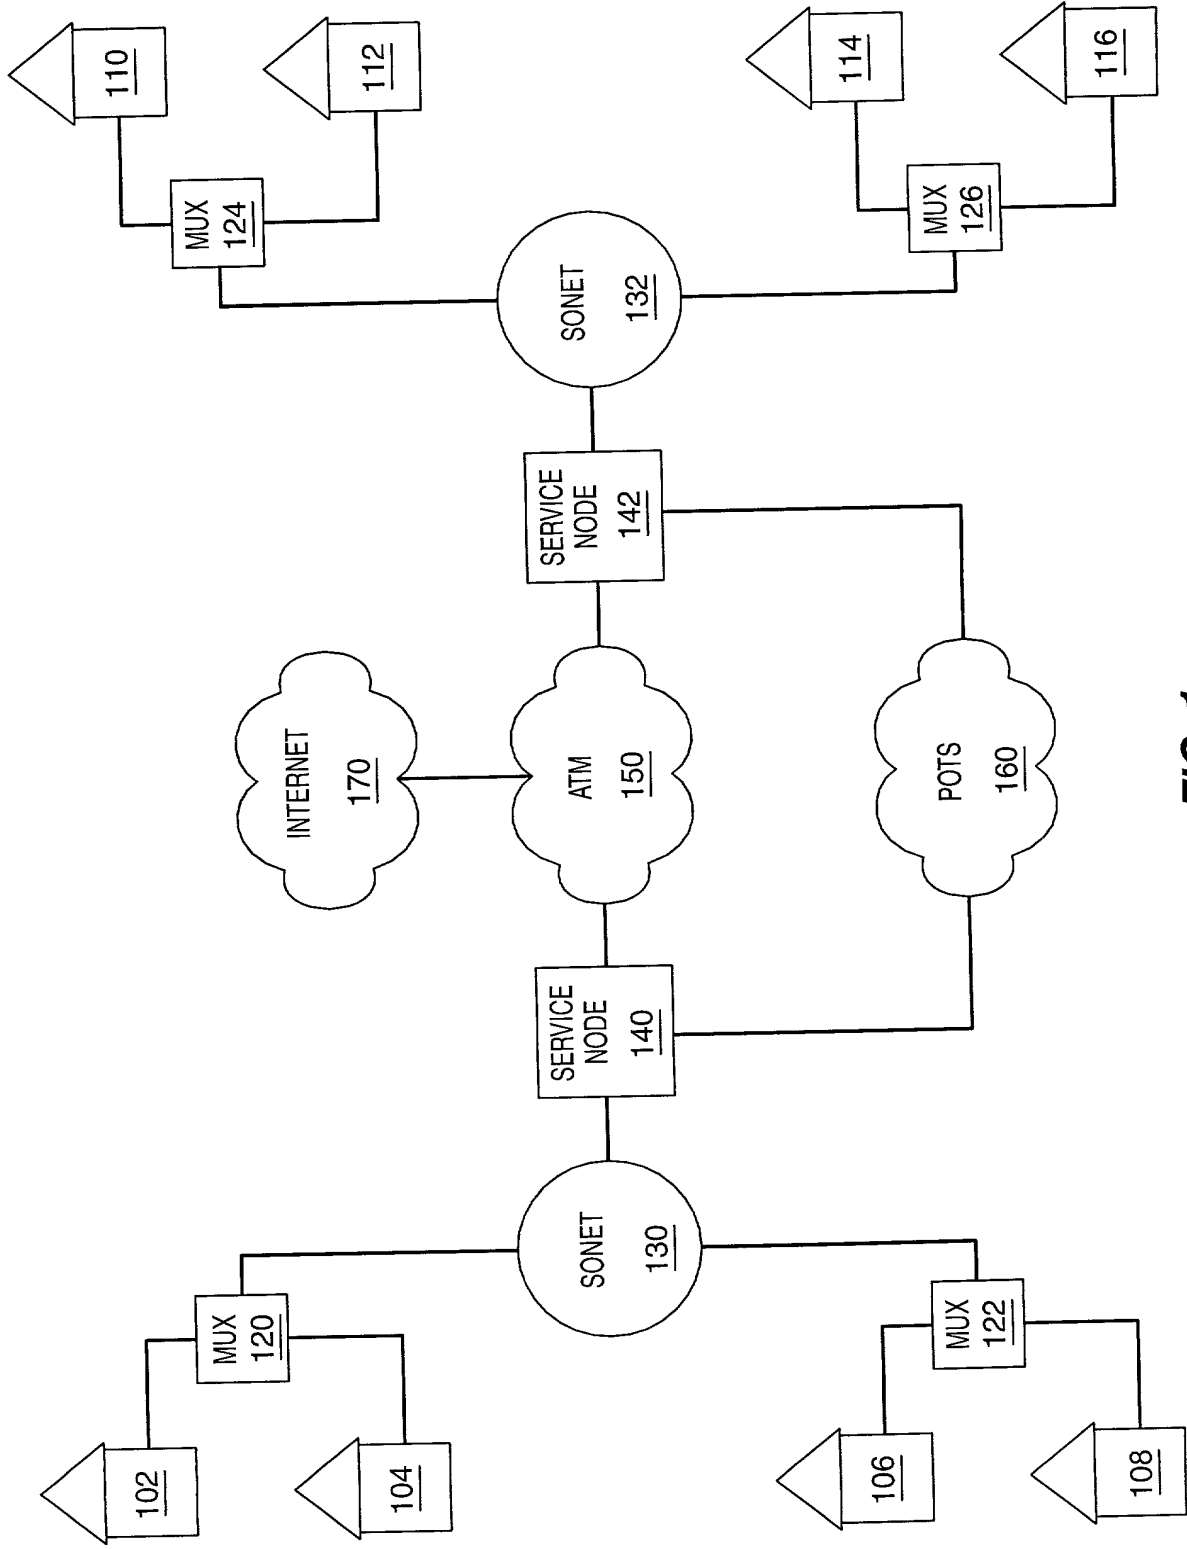 102
104
MUX
120
106
108
MUX
122
SONET
130
SERVICE
NODE
140
INTERNET
170
ATM
150
POTS
160
SERVICE
NODE
142
SONET
132
MUX
124
110
112
MUX
126
114
116